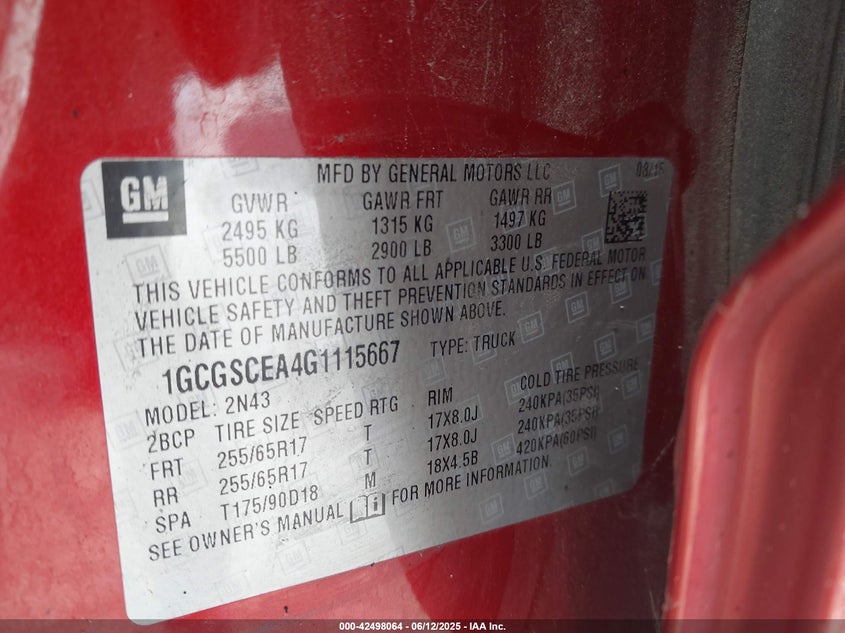 GM
MFD BY GENERAL MOTORS LLC 08/15
GVWR GAWR FRT GAWR RR
2495 KG 1315 KG 1497 KG
5500 LB 2900 LB 3300 LB
THIS VEHICLE CONFORMS TO ALL APPLICABLE U.S. FEDERAL MOTOR
VEHICLE SAFETY AND THEFT PREVENTION STANDARDS IN EFFECT ON
THE DATE OF MANUFACTURE SHOWN ABOVE.
1GCGSCEA4G1115667 TYPE: TRUCK
MODEL: 2N43
2BCP TIRE SIZE SPEED RTG RIM COLD TIRE PRESSURE
FRT 255/65R17 T 17X8.0J 240KPA(35PSI)
RR 255/65R17 T 17X8.0J 240KPA(35PSI)
SPA T175/90D18 M 18X4.5B 420KPA(60PSI)
SEE OWNER'S MANUAL FOR MORE INFORMATION.
000-42498064 - 06/12/2025 - IAA Inc.